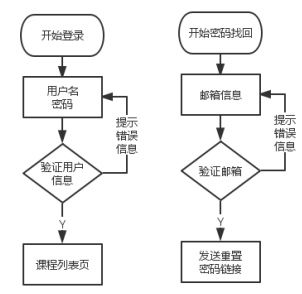 开始登录
用户名
密码
提示
错误
信息
验证用户
信息
Y
课程列表页
开始密码找回
邮箱信息
提示
错误
信息
验证邮箱
Y
发送重置
密码链接